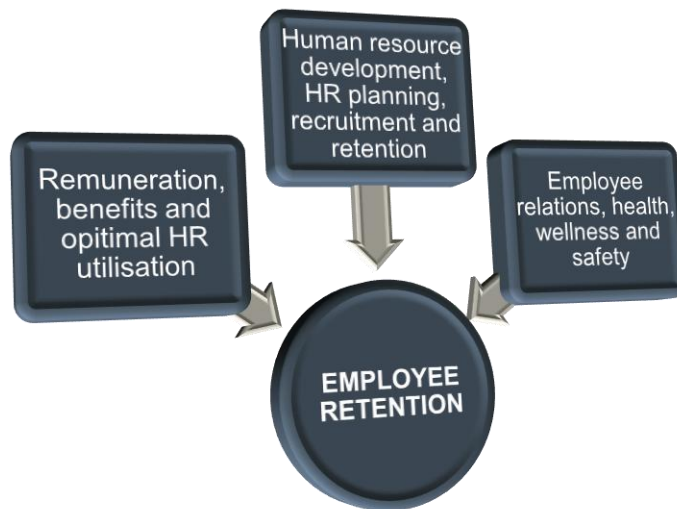 Human resource
development,
HR planning,
recruitment and
retention
Remuneration,
benefits and
opitimal HR
utilisation
Employee
relations, health,
wellness and
safety
EMPLOYEE
RETENTION